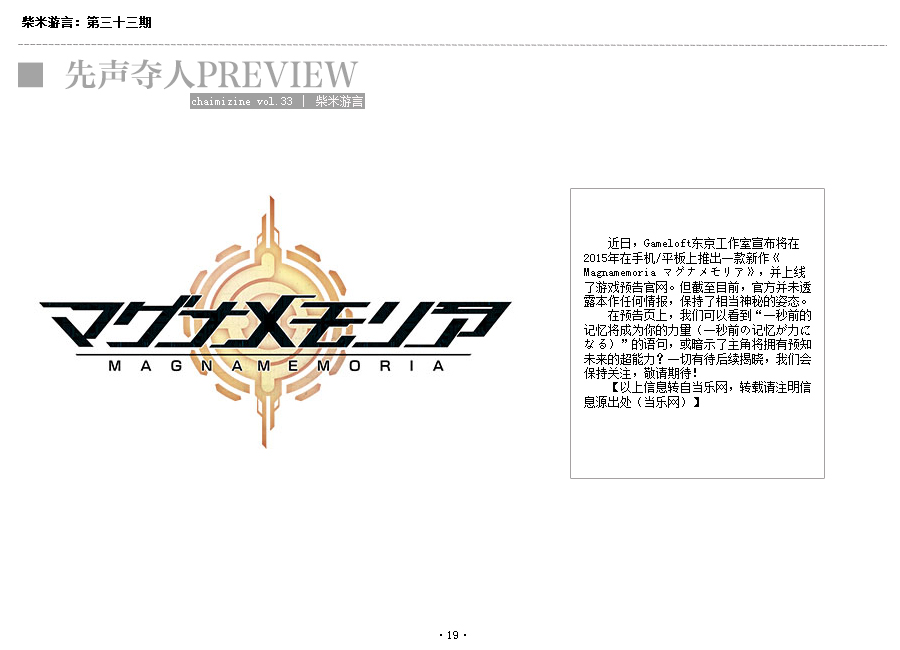 柴米游言：第三十三期
先声夺人PREVIEW
chaimizine vol.33 | 柴米游言
マグナメモリア
MAGNAMEMORIA
近日，Gameloft东京工作室宣布将在
2015年在手机/平板上推出一款新作《
Magnamemoria マグナメモリア》，并上线
了游戏预告官网。但截至目前，官方并未透
露本作任何情报，保持了相当神秘的姿态。
在预告页上，我们可以看到“一秒前的
记忆将成为你的力量（一秒前の记忆が力に
なる）”的语句，或暗示了主角将拥有预知
未来的超能力？一切有待后续揭晓，我们会
保持关注，敬请期待！
【以上信息转自当乐网，转载请注明信
息源出处（当乐网）】
·19·